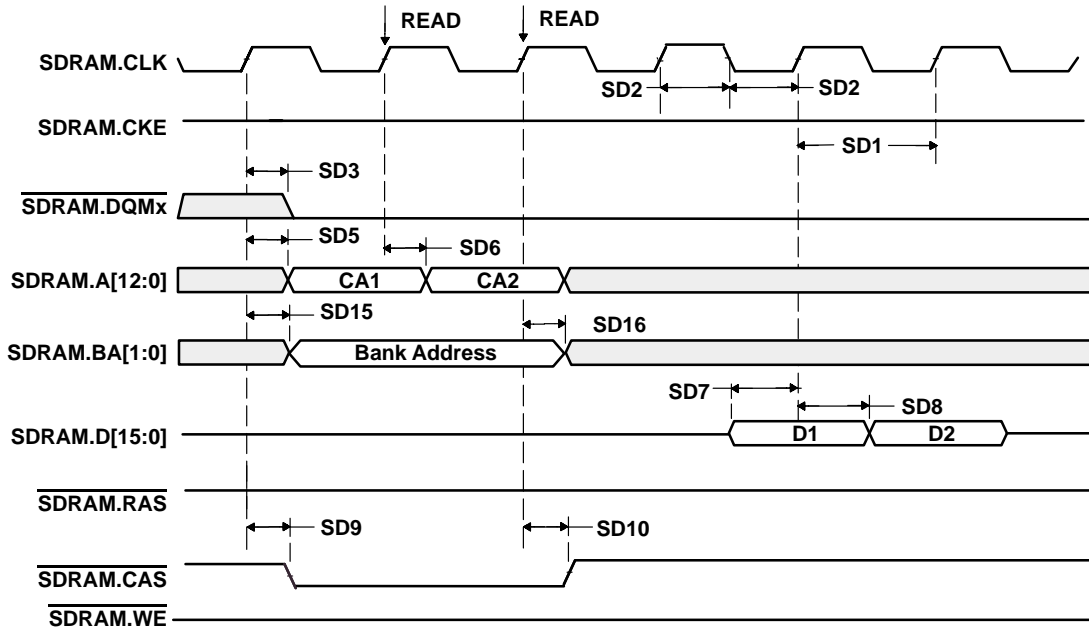 READ READ
SDRAM.CLK
SD2 SD2
SDRAM.CKE
SD1
SD3
SDRAM.DQMx
SD5 SD6
SDRAM.A[12:0] CA1 CA2
SD15 SD16
SDRAM.BA[1:0] Bank Address
SD7 SD8
SDRAM.D[15:0] D1 D2
SDRAM.RAS
SD9 SD10
SDRAM.CAS
SDRAM.WE